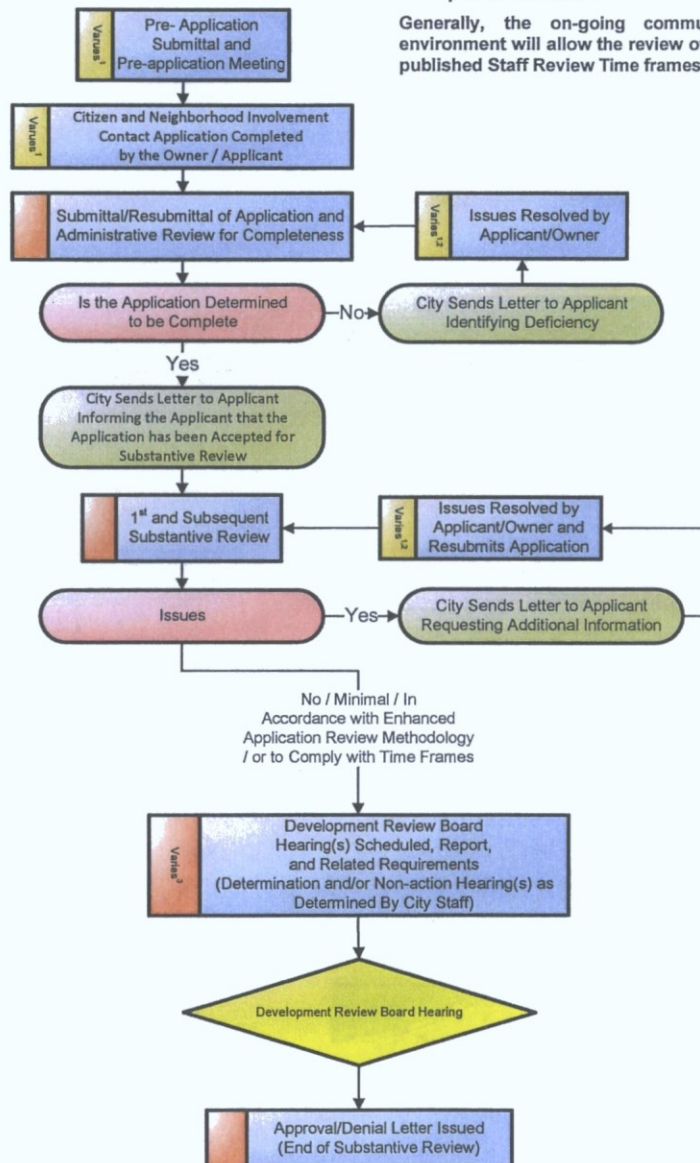 Generally, the on-going
environment will allow the review
published Staff Review Time frames
Varies¹
Pre- Application
Submittal and
Pre-application Meeting
Varies¹
Citizen and Neighborhood Involvement
Contact Application Completed
by the Owner / Applicant
Submittal/Resubmittal of Application and
Administrative Review for Completeness
Varies¹,²
Issues Resolved by
Applicant/Owner
Is the Application Determined
to be Complete
No
City Sends Letter to Applicant
Identifying Deficiency
Yes
City Sends Letter to Applicant
Informing the Applicant that the
Application has been Accepted for
Substantive Review
1st and Subsequent
Substantive Review
Varies¹,²
Issues Resolved by
Applicant/Owner and
Resubmits Application
Issues
Yes
City Sends Letter to Applicant
Requesting Additional Information
No / Minimal / In
Accordance with Enhanced
Application Review Methodology
/ or to Comply with Time Frames
Varies³
Development Review Board
Hearing(s) Scheduled, Report,
and Related Requirements
(Determination and/or Non-action Hearing(s) as
Determined By City Staff)
Development Review Board Hearing
Approval/Denial Letter Issued
(End of Substantive Review)